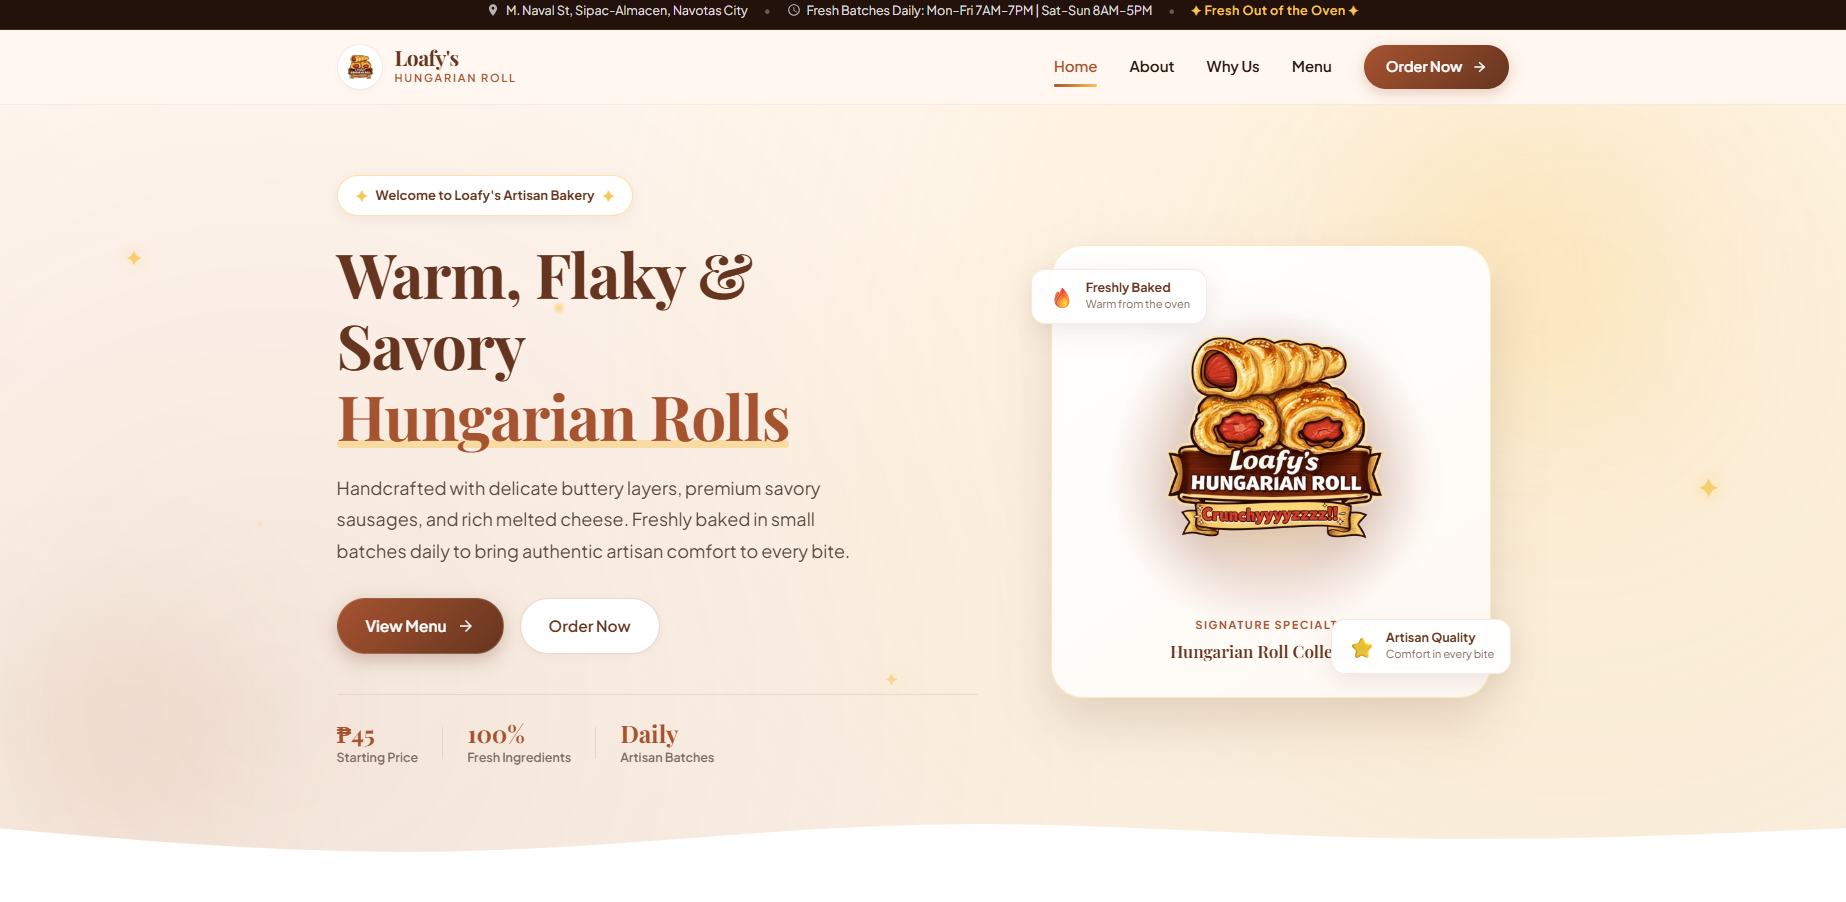 M. Naval St, Sipac-Almacen, Navotas City
Fresh Batches Daily: Mon–Fri 7AM–7PM | Sat–Sun 8AM–5PM
✦ Fresh Out of the Oven ✦
Loafy's
HUNGARIAN ROLL
Home
About
Why Us
Menu
Order Now →
✦ Welcome to Loafy's Artisan Bakery ✦
Warm, Flaky &
Savory
Hungarian Rolls
Handcrafted with delicate buttery layers, premium savory
sausages, and rich melted cheese. Freshly baked in small
batches daily to bring authentic artisan comfort to every bite.
View Menu →
Order Now
₱45
Starting Price
100%
Fresh Ingredients
Daily
Artisan Batches
Freshly Baked
Warm from the oven
Loafy's
HUNGARIAN ROLL
Crunchyyyyzzzz!!
SIGNATURE SPECIALT
Hungarian Roll Colle
Artisan Quality
Comfort in every bite